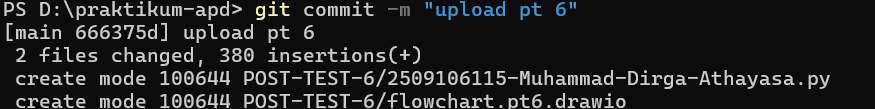 PS D:\praktikum-apd> git commit -m "upload pt 6"
[main 666375d] upload pt 6
 2 files changed, 380 insertions(+)
 create mode 100644 POST-TEST-6/2509106115-Muhammad-Dirga-Athayasa.py
 create mode 100644 POST-TEST-6/flowchart.pt6.drawio